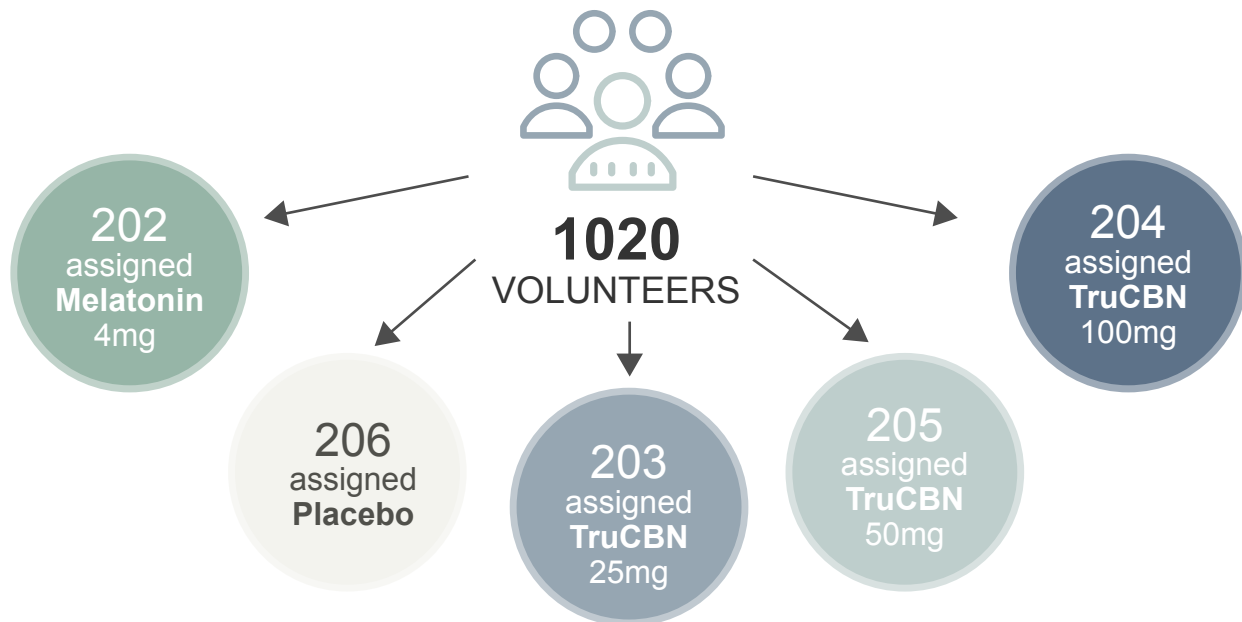 1020
VOLUNTEERS
202
assigned
Melatonin
4mg
206
assigned
Placebo
203
assigned
TruCBN
25mg
205
assigned
TruCBN
50mg
204
assigned
TruCBN
100mg